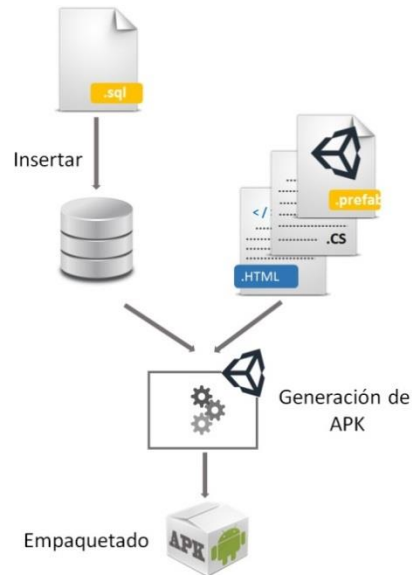 .sql
Insertar
.prefab
.CS
</
.HTML
Generación de
APK
Empaquetado
APK